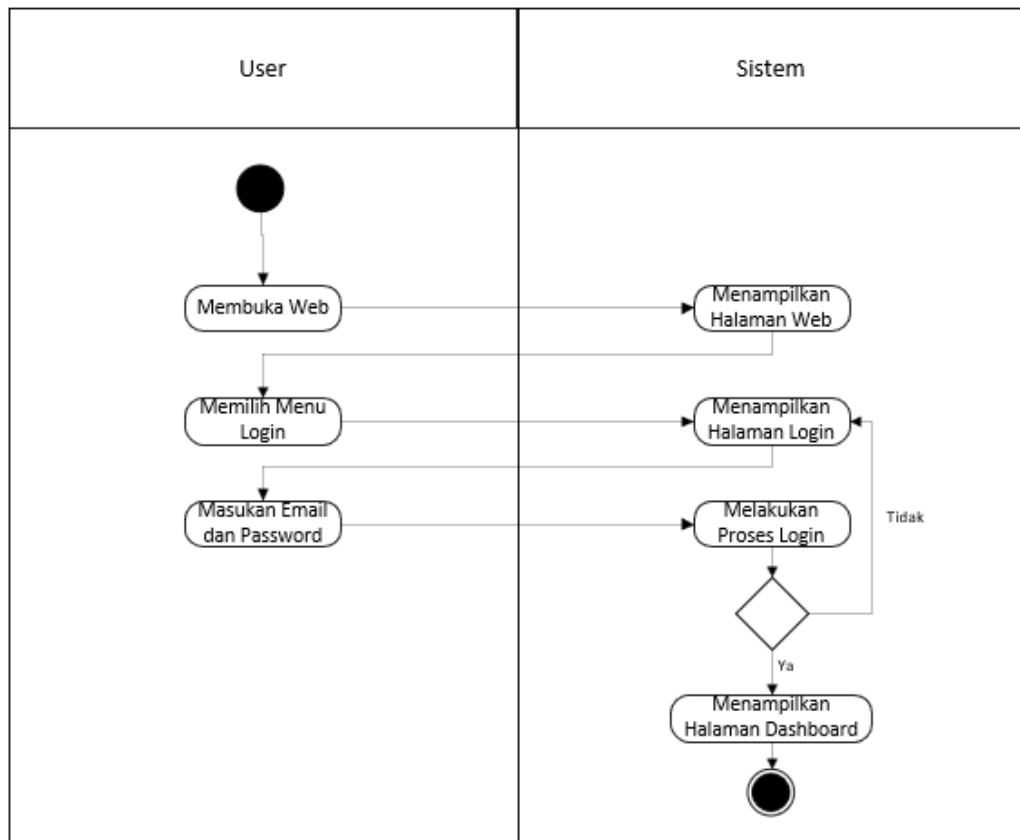 User
Sistem
Membuka Web
Menampilkan
Halaman Web
Memilih Menu
Login
Menampilkan
Halaman Login
Masukan Email
dan Password
Melakukan
Proses Login
Tidak
Ya
Menampilkan
Halaman Dashboard